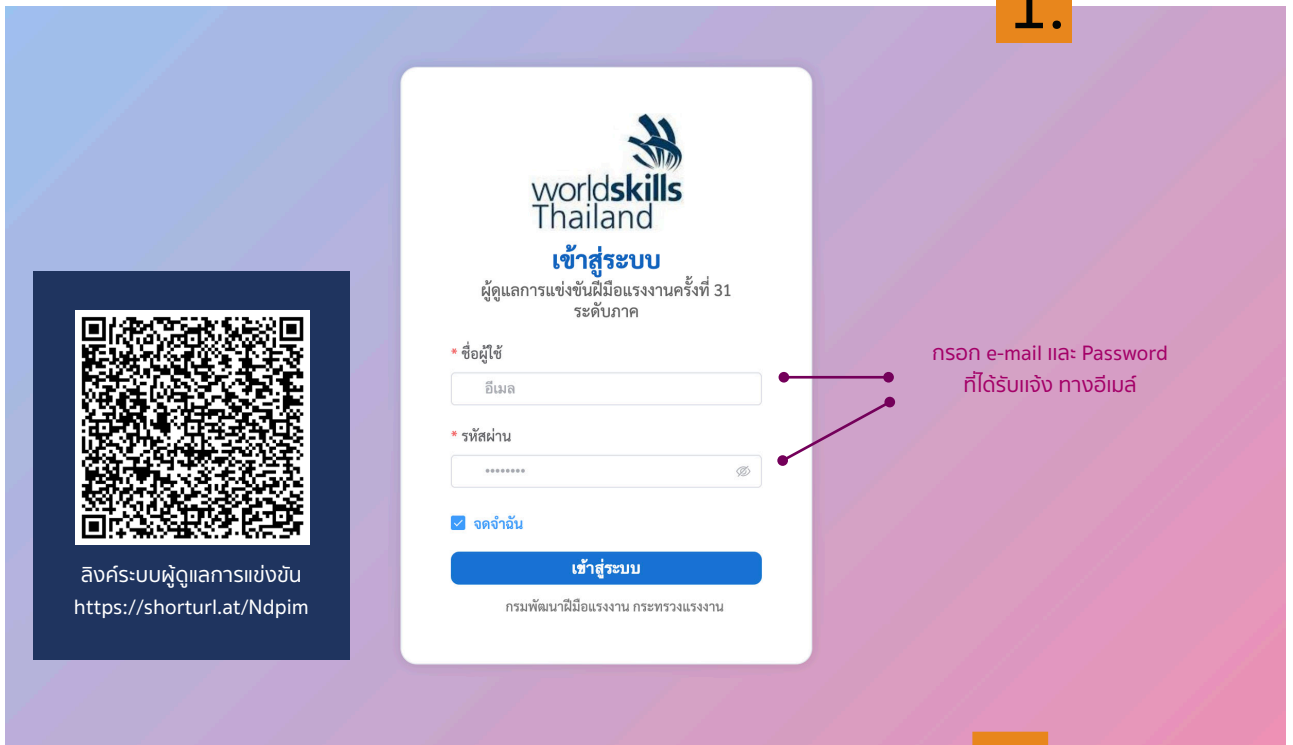 1.
worldskills
Thailand
เข้าสู่ระบบ
ผู้ดูแลการแข่งขันฝีมือแรงงานครั้งที่ 31
ระดับภาค
* ชื่อผู้ใช้
อีเมล
* รหัสผ่าน
••••••••
จดจำฉัน
เข้าสู่ระบบ
กรมพัฒนาฝีมือแรงงาน กระทรวงแรงงาน
ลิงค์ระบบผู้ดูแลการแข่งขัน
https://shorturl.at/Ndpim
กรอก e-mail และ Password
ที่ได้รับแจ้ง ทางอีเมล์